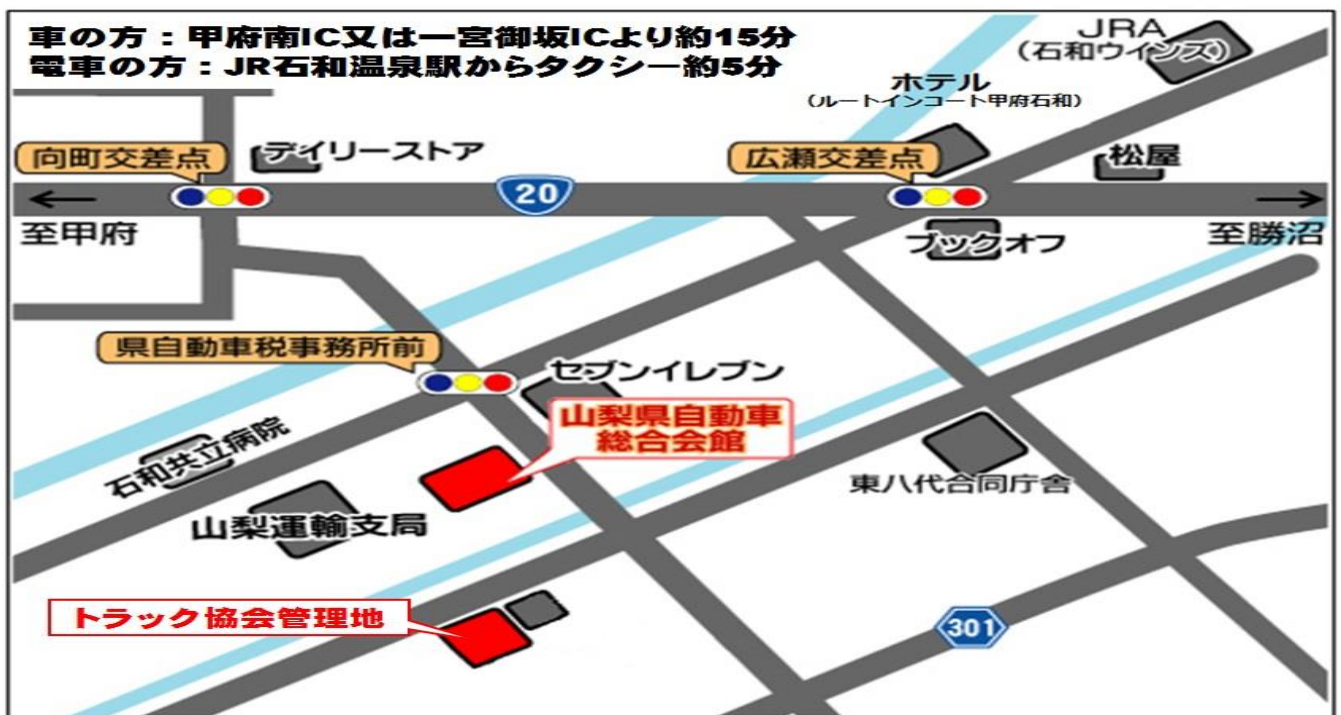 車の方：甲府南IC又は一宮御坂ICより約15分
電車の方：JR石和温泉駅からタクシー約5分
JRA
（石和ウインズ）
ホテル
（ルートインコート甲府石和）
向町交差点
デイリーストア
広瀬交差点
松屋
20
至甲府
ブックオフ
至勝沼
県自動車税事務所前
セブンイレブン
山梨県自動車
総合会館
石和共立病院
東八代合同庁舎
山梨運輸支局
トラック協会管理地
301